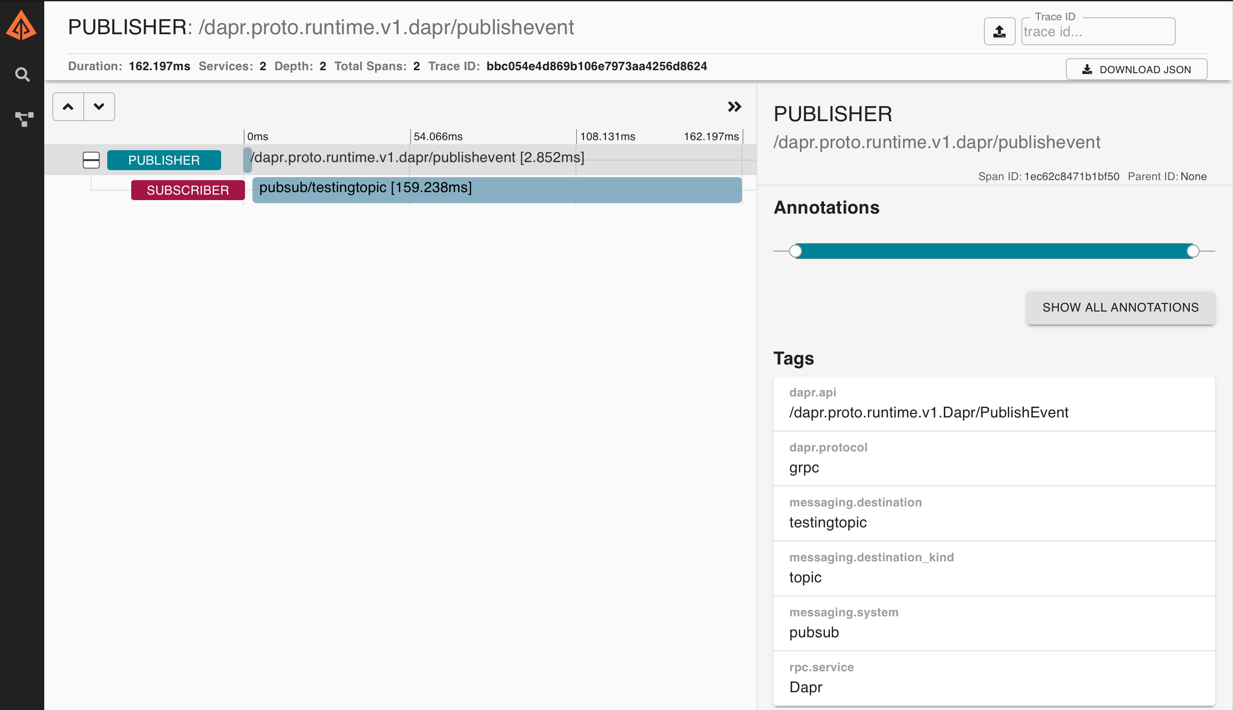 PUBLISHER: /dapr.proto.runtime.v1.dapr/publishevent
Trace ID
trace id...
Duration: 162.197ms Services: 2 Depth: 2 Total Spans: 2 Trace ID: bbc054e4d869b106e7973aa4256d8624
DOWNLOAD JSON
0ms 54.066ms 108.131ms 162.197ms
PUBLISHER /dapr.proto.runtime.v1.dapr/publishevent [2.852ms]
SUBSCRIBER pubsub/testingtopic [159.238ms]
PUBLISHER
/dapr.proto.runtime.v1.dapr/publishevent
Span ID: 1ec62c8471b1bf50 Parent ID: None
Annotations
SHOW ALL ANNOTATIONS
Tags
dapr.api
/dapr.proto.runtime.v1.Dapr/PublishEvent
dapr.protocol
grpc
messaging.destination
testingtopic
messaging.destination_kind
topic
messaging.system
pubsub
rpc.service
Dapr